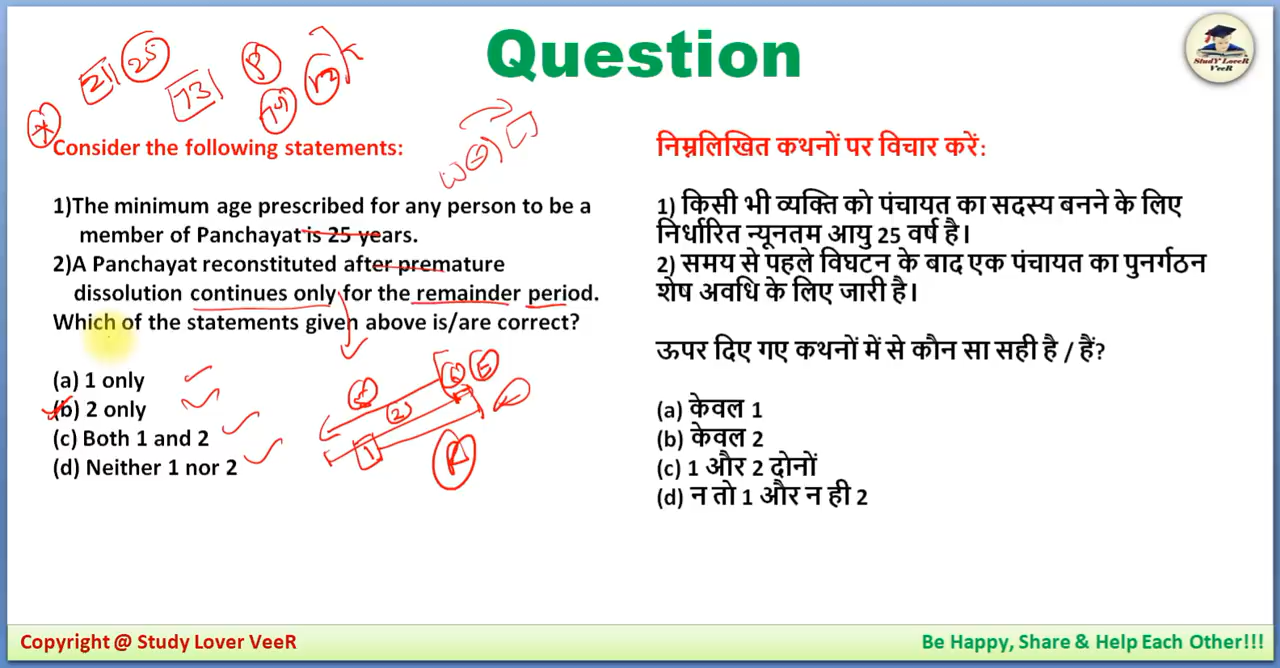 Question
StudY LoveR
VeeR
21 25
73
Consider the following statements:
1)The minimum age prescribed for any person to be a
member of Panchayat is 25 years.
2)A Panchayat reconstituted after premature
dissolution continues only for the remainder period.
Which of the statements given above is/are correct?
(a) 1 only
(b) 2 only
(c) Both 1 and 2
(d) Neither 1 nor 2
2
1
R
निम्नलिखित कथनों पर विचार करें:
1) किसी भी व्यक्ति को पंचायत का सदस्य बनने के लिए
निर्धारित न्यूनतम आयु 25 वर्ष है।
2) समय से पहले विघटन के बाद एक पंचायत का पुनर्गठन
शेष अवधि के लिए जारी है।
ऊपर दिए गए कथनों में से कौन सा सही है / हैं?
(a) केवल 1
(b) केवल 2
(c) 1 और 2 दोनों
(d) न तो 1 और न ही 2
Copyright @ Study Lover VeeR
Be Happy, Share & Help Each Other!!!